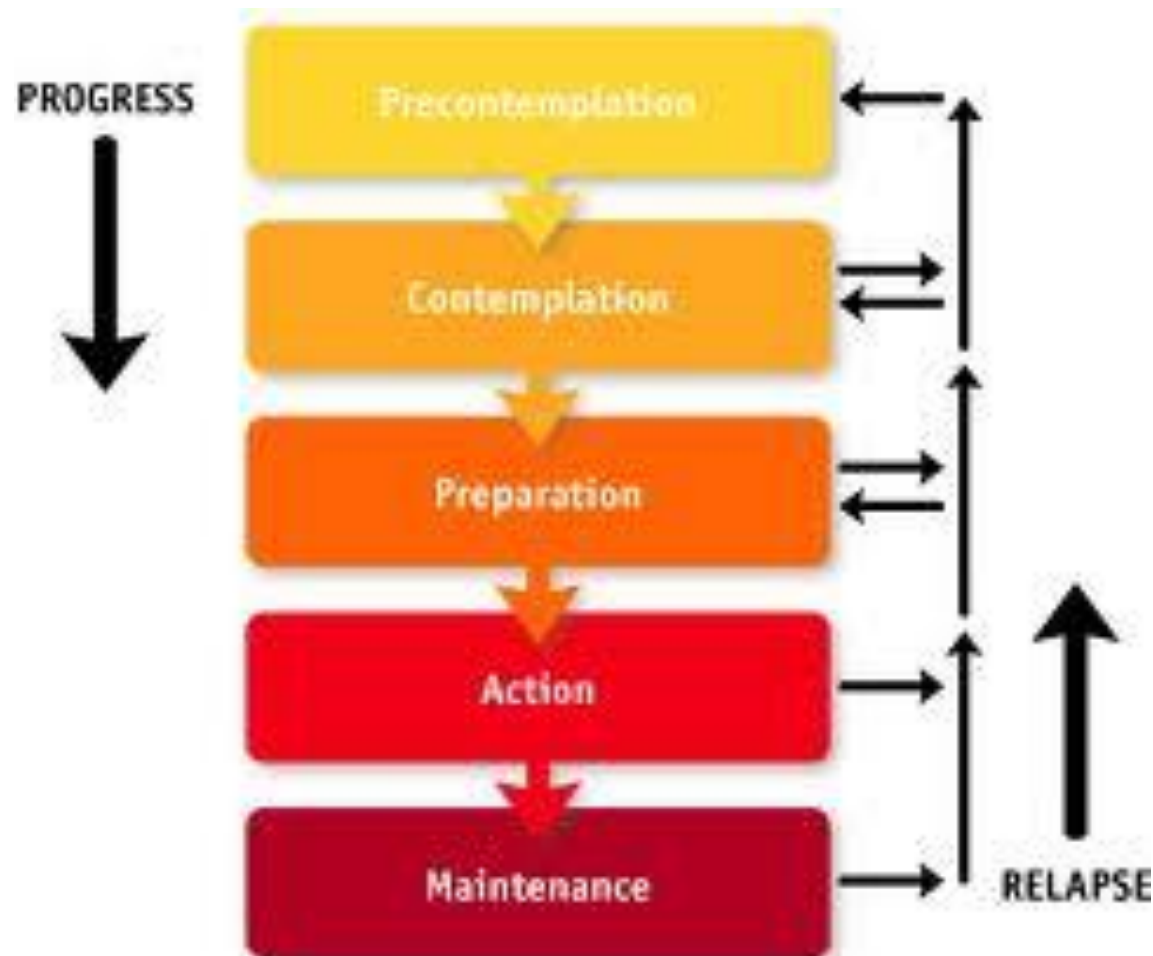 PROGRESS
Precontemplation
Contemplation
Preparation
Action
Maintenance
RELAPSE